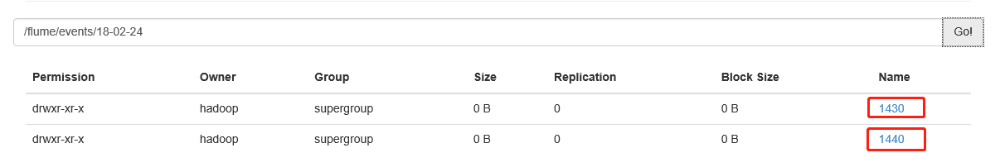 /flume/events/18-02-24 Go!
Permission Owner Group Size Replication Block Size Name
drwxr-xr-x hadoop supergroup 0 B 0 0 B 1430
drwxr-xr-x hadoop supergroup 0 B 0 0 B 1440